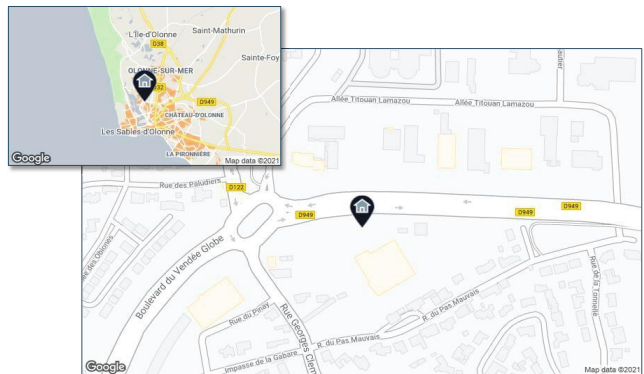 L'Île-d'Olonne
Saint-Mathurin
D38
Sainte-Foy
OLONNE-SUR-MER
D32
D949
CHÂTEAU-D'OLONNE
Les Sables-d'Olonne
LA PIRONNIÈRE
Google
Map data ©2021
Allée Titouan Lamazou
Allée Titouan Lamazou
Rue des Paludiers
D122
D949
D949
D949
Boulevard du Vendée Globe
Rue du Pinay
Rue Georges Clem
R. du Pas Mauvais
R. du Pas Mauvais
Impasse de la Gabare
Rue de la Tonnelle
Google
Map data ©2021